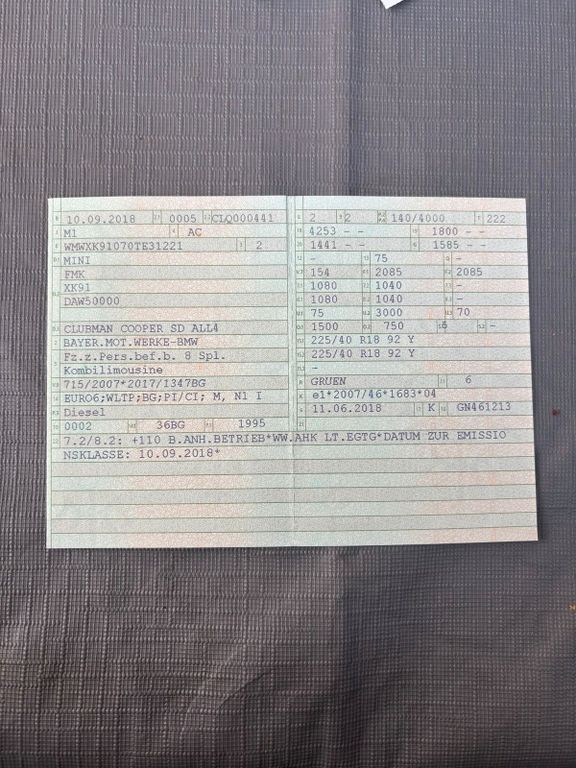 10.09.2018 0005 CLQ000441
M1 AC
WMWXK91070TE31221 2
MINI
FMK
XK91
DAW50000
CLUBMAN COOPER SD ALL4
BAYER.MOT.WERKE-BMW
Fz.z.Pers.bef.b. 8 Spl.
Kombilimousine
715/2007*2017/1347BG
EURO6;WLTP;BG;PI/CI; M, N1 I
Diesel
0002 36BG 1995
2 2 140/4000 222
4253 - - 1800 - -
1441 - - 1585 - -
- 75 -
154 2085 2085
1080 1040 -
1080 1040 -
75 3000 70
1500 750 5 -
225/40 R18 92 Y
225/40 R18 92 Y
-
GRUEN 6
e1*2007/46*1683*04
11.06.2018 K GN461213
7.2/8.2: +110 B.ANH.BETRIEB*WW.AHK LT.EGTG*DATUM ZUR EMISSIO
NSKLASSE: 10.09.2018*